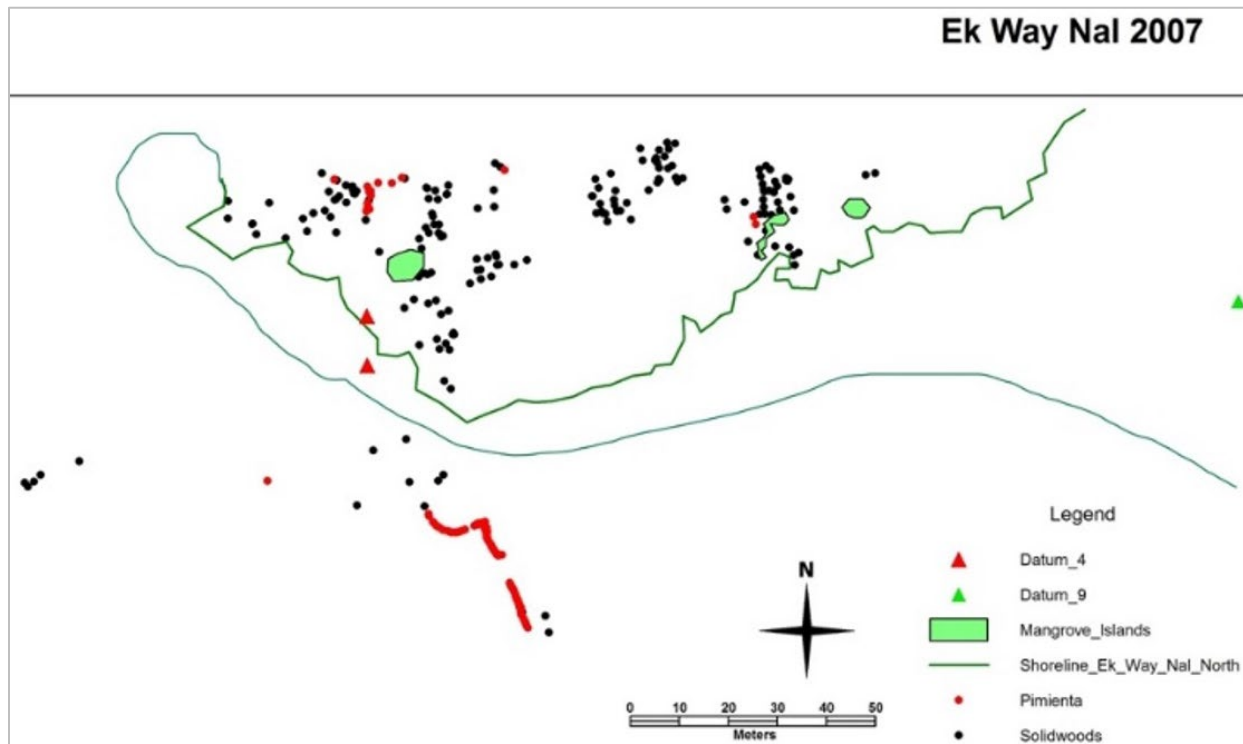 Ek Way Nal 2007
Legend
Datum_4
Datum_9
Mangrove_Islands
Shoreline_Ek_Way_Nal_North
Pimienta
Solidwoods
N
0 10 20 30 40 50
Meters